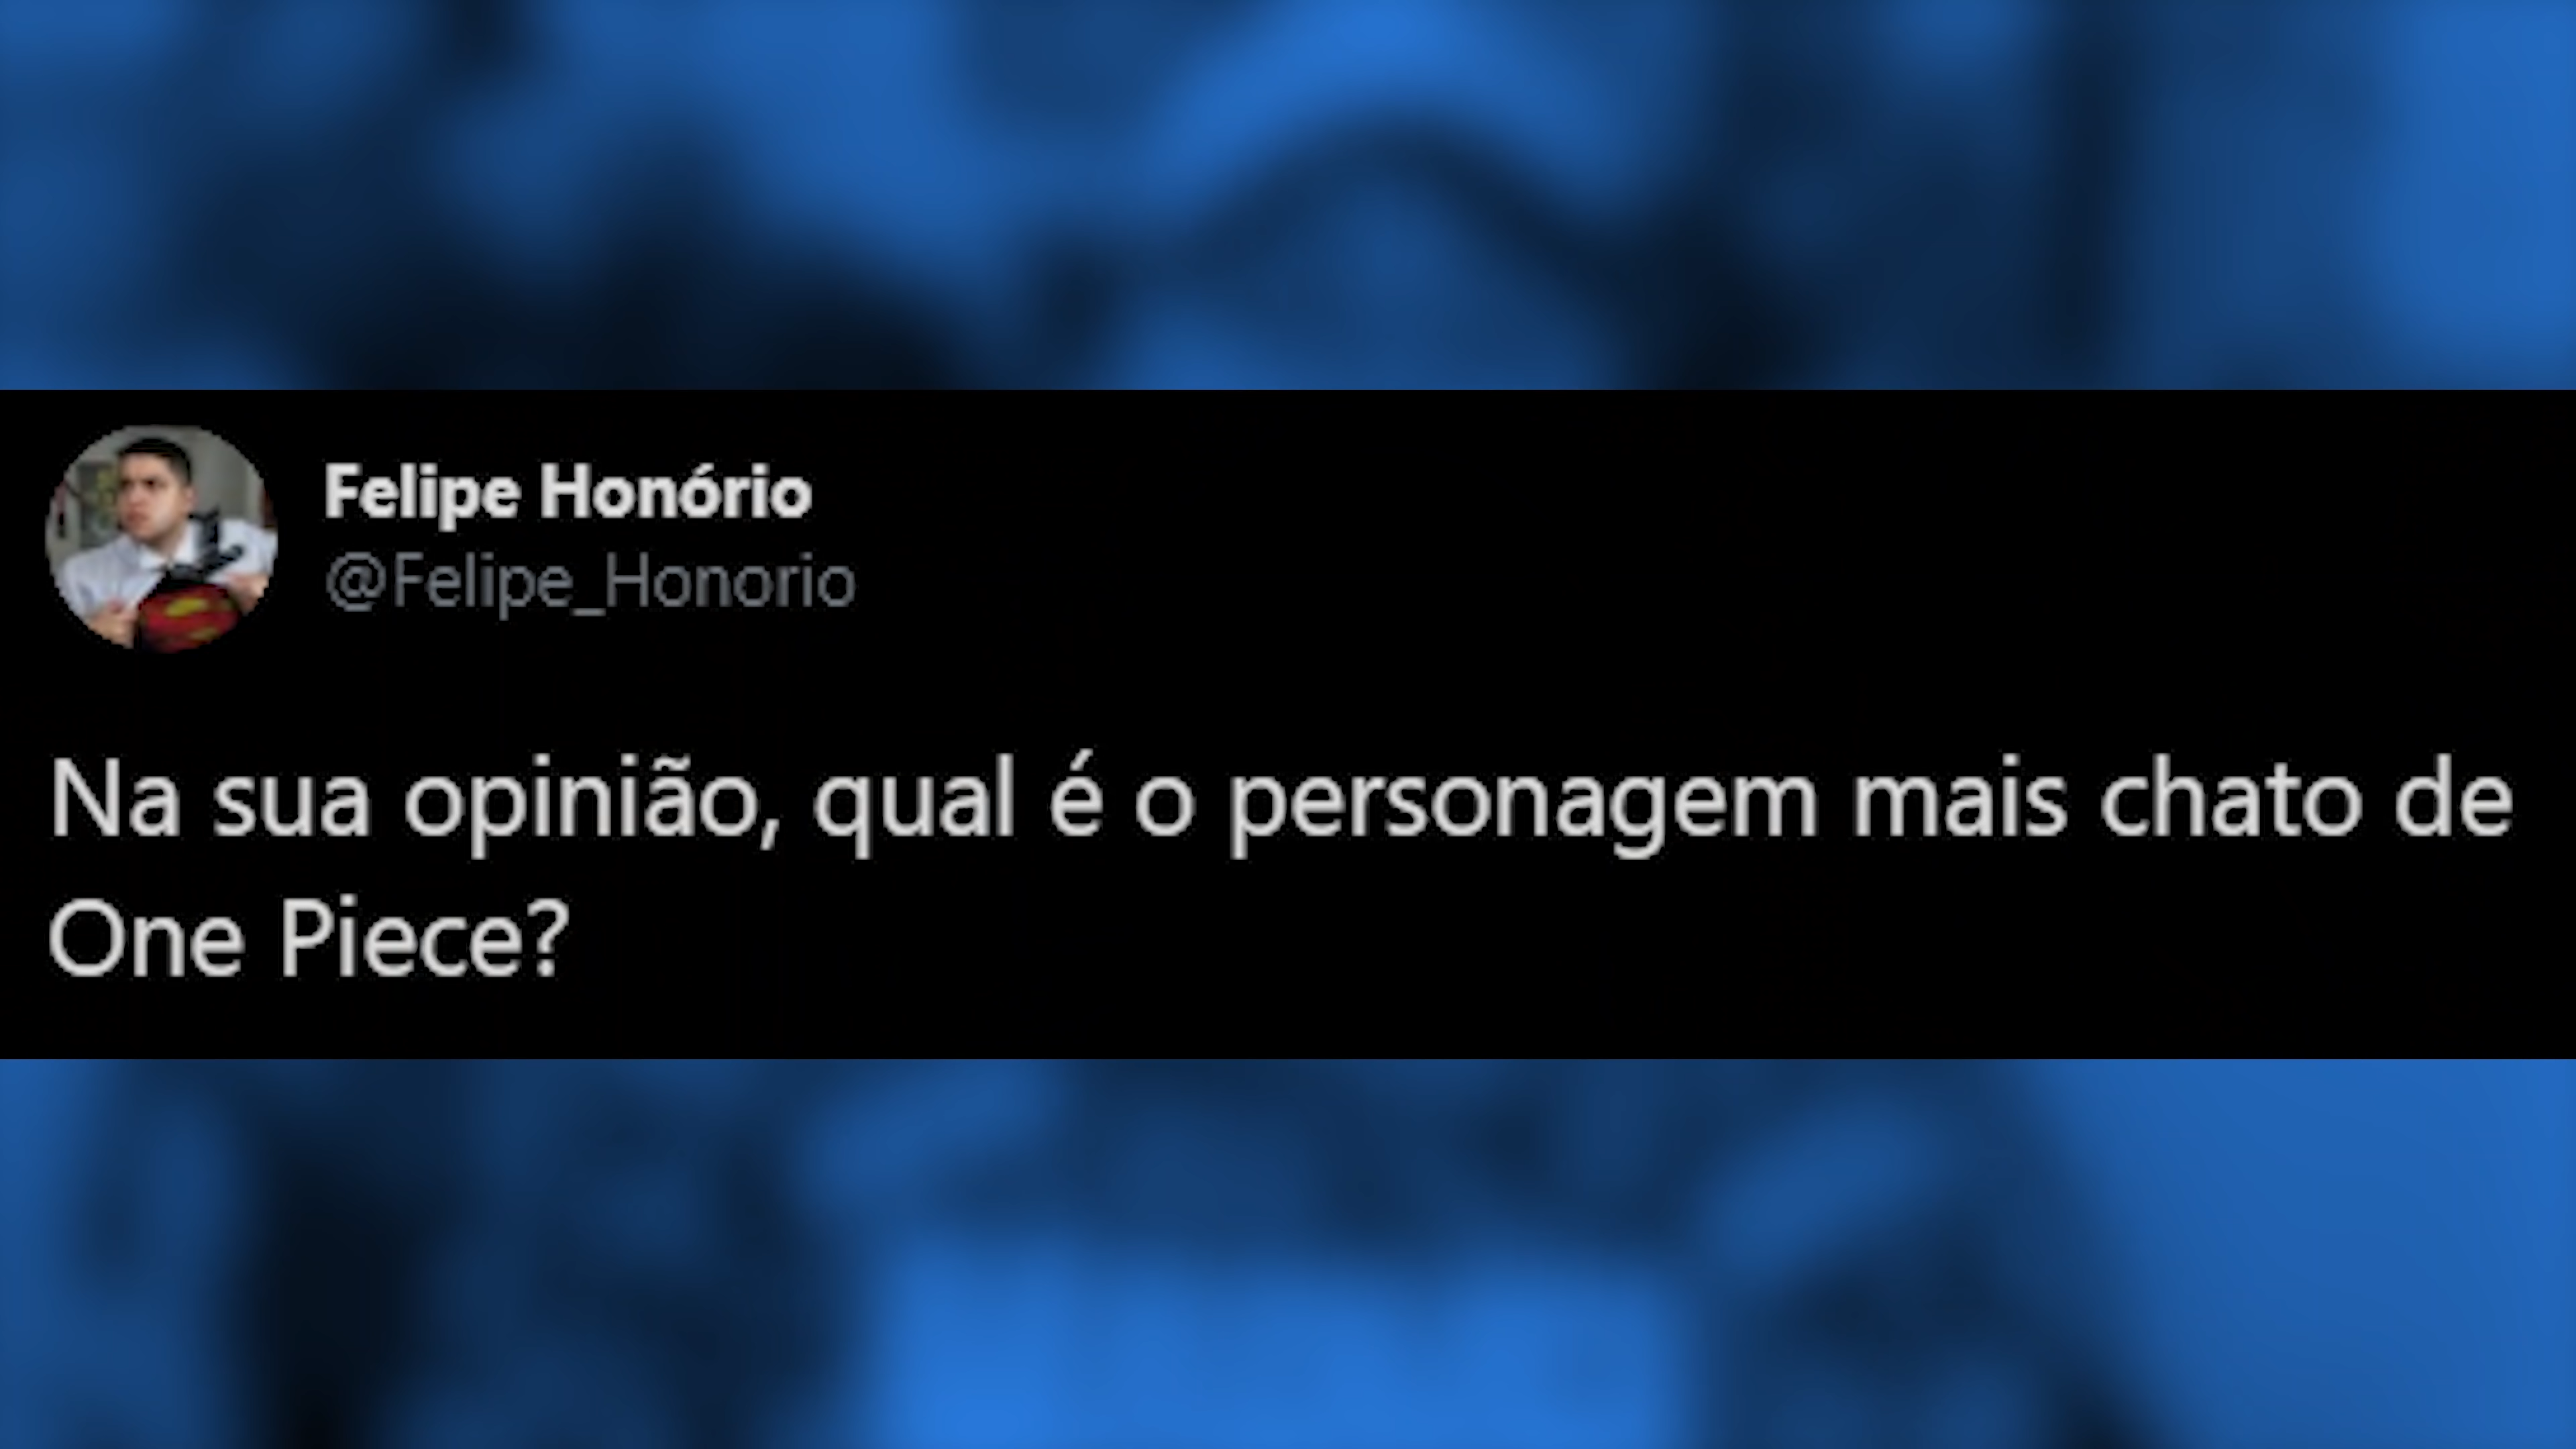 Felipe Honório
@Felipe_Honorio
Na sua opinião, qual é o personagem mais chato de
One Piece?